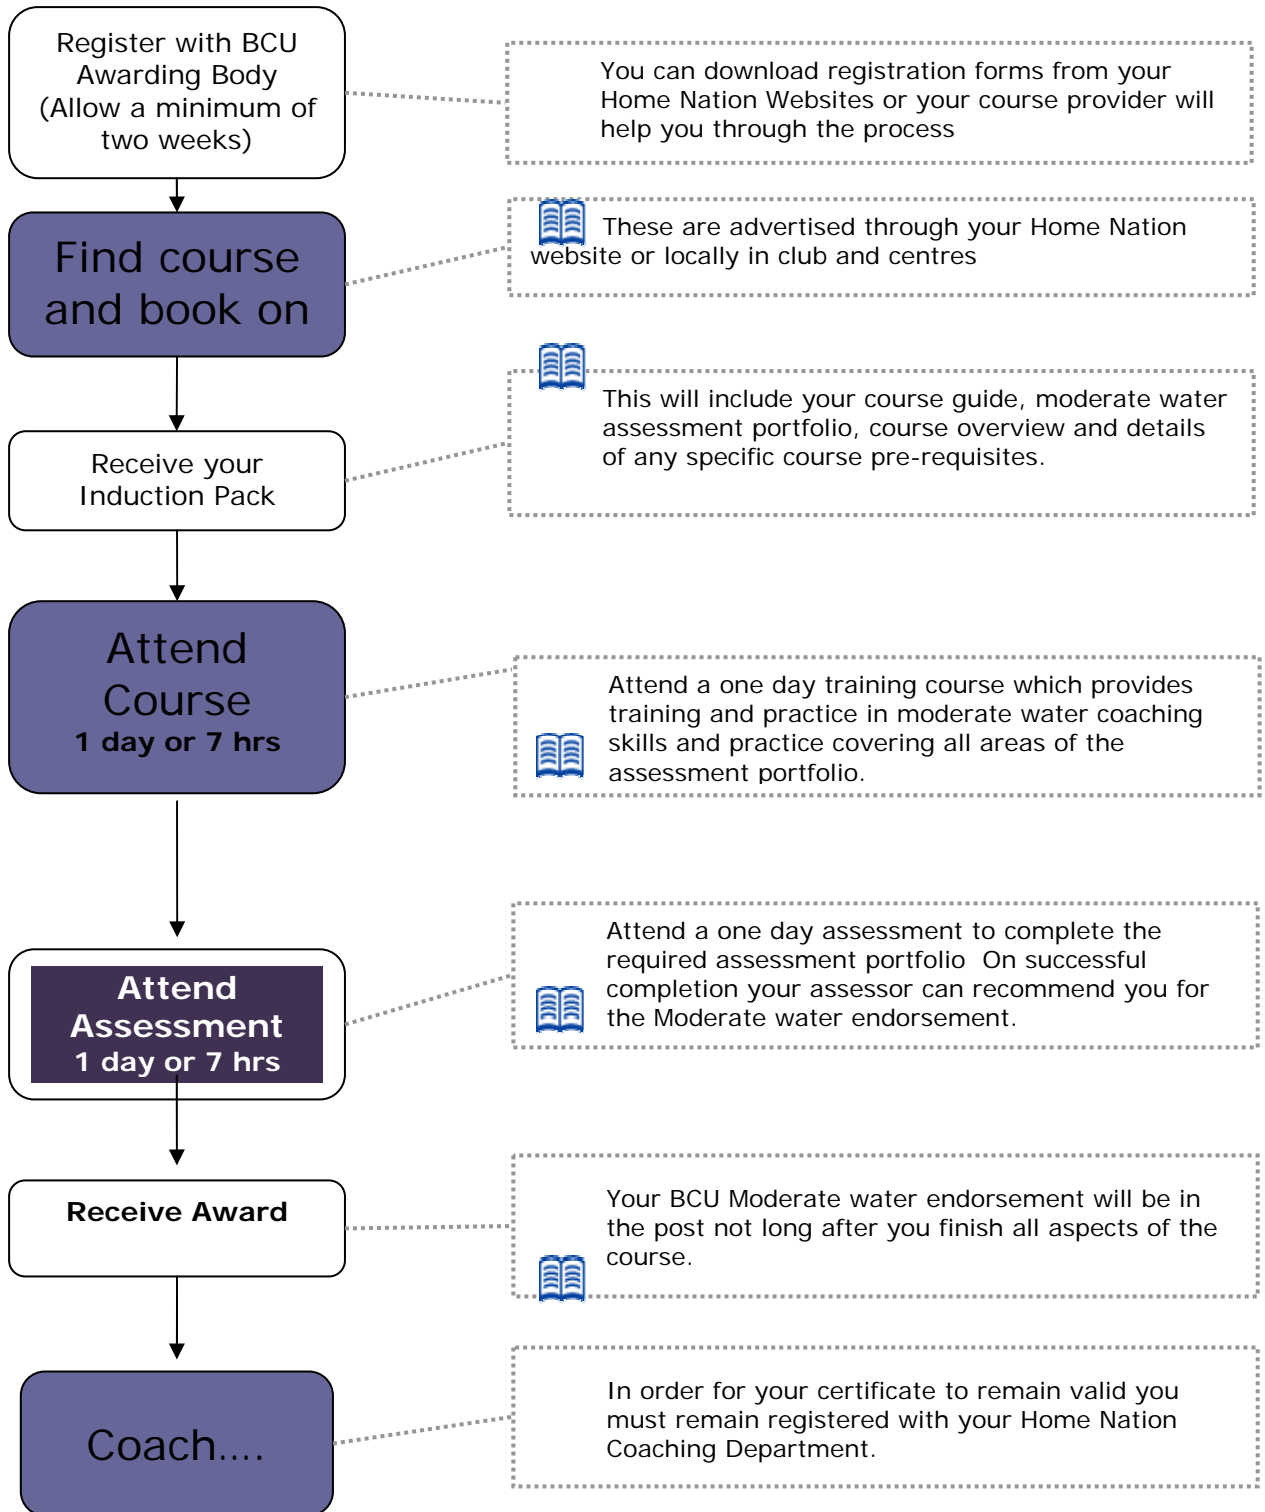 Register with BCU
Awarding Body
(Allow a minimum of
two weeks)
You can download registration forms from your
Home Nation Websites or your course provider will
help you through the process
Find course
and book on
These are advertised through your Home Nation
website or locally in club and centres
Receive your
Induction Pack
This will include your course guide, moderate water
assessment portfolio, course overview and details
of any specific course pre-requisites.
Attend
Course
1 day or 7 hrs
Attend a one day training course which provides
training and practice in moderate water coaching
skills and practice covering all areas of the
assessment portfolio.
Attend
Assessment
1 day or 7 hrs
Attend a one day assessment to complete the
required assessment portfolio  On successful
completion your assessor can recommend you for
the Moderate water endorsement.
Receive Award
Your BCU Moderate water endorsement will be in
the post not long after you finish all aspects of the
course.
Coach....
In order for your certificate to remain valid you
must remain registered with your Home Nation
Coaching Department.